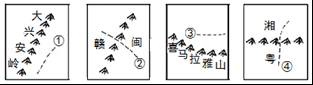 大
兴
安
岭
①
赣
闽
②
③
喜马拉雅山
湘
粤
④